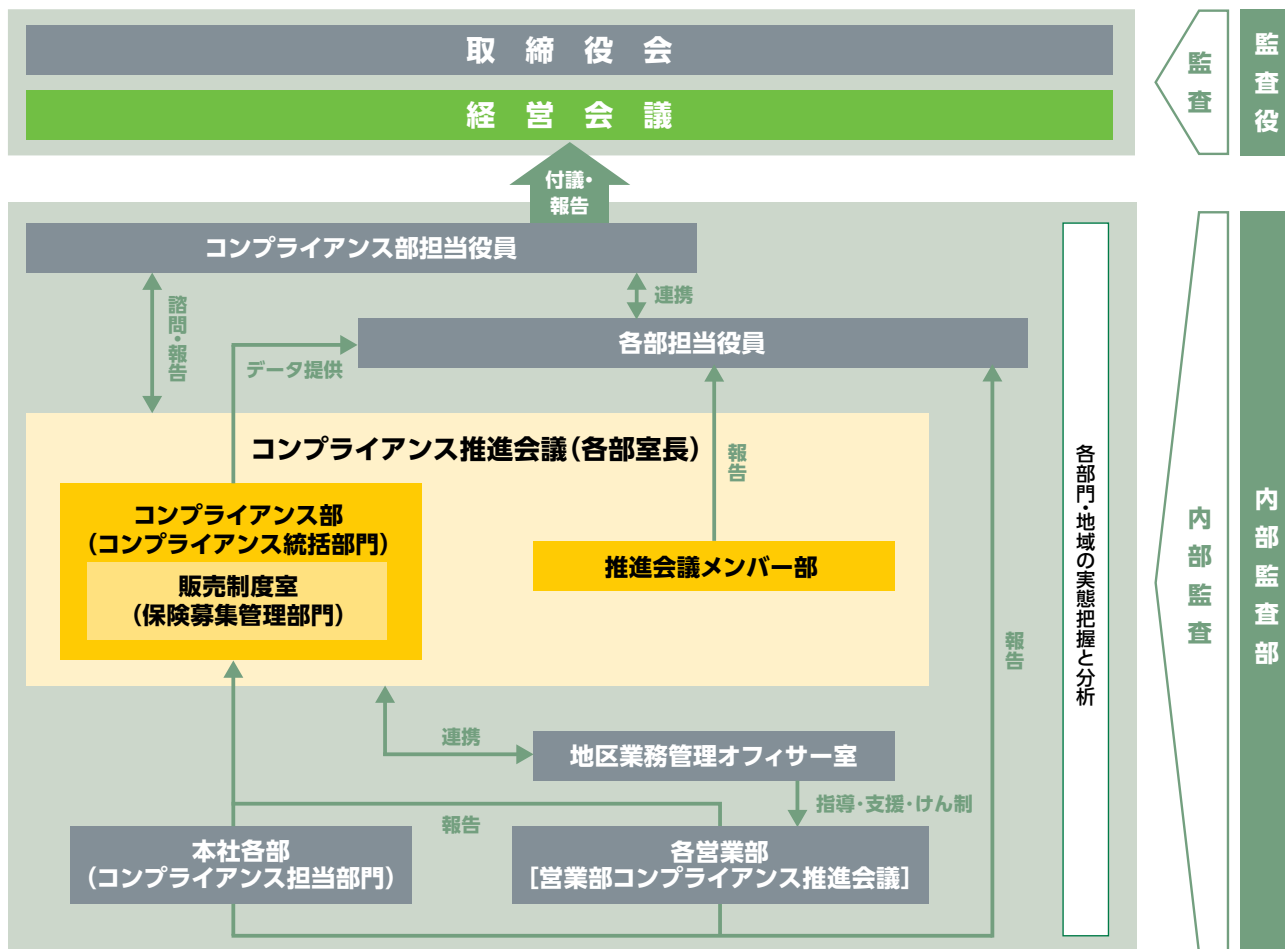 取締役会
経営会議
監査
監査役
付議・
報告
コンプライアンス部担当役員
諮問・報告
連携
各部担当役員
データ提供
コンプライアンス推進会議(各部室長)
報告
コンプライアンス部
(コンプライアンス統括部門)
販売制度室
(保険募集管理部門)
推進会議メンバー部
報告
各部門・地域の実態把握と分析
内部監査
内部監査部
連携
地区業務管理オフィサー室
指導・支援・けん制
報告
本社各部
(コンプライアンス担当部門)
各営業部
[営業部コンプライアンス推進会議]